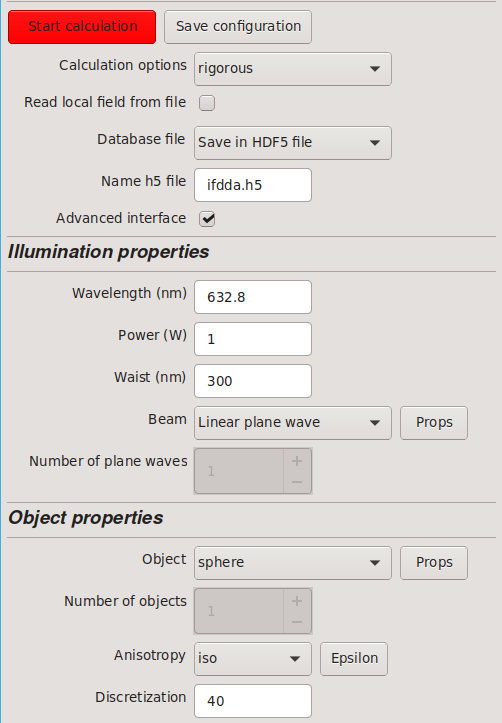 Start calculation Save configuration
Calculation options rigorous
Read local field from file
Database file Save in HDF5 file
Name h5 file ifdda.h5
Advanced interface
Illumination properties
Wavelength (nm) 632.8
Power (W) 1
Waist (nm) 300
Beam Linear plane wave Props
Number of plane waves 1 + −
Object properties
Object sphere Props
Number of objects 1 + −
Anisotropy iso Epsilon
Discretization 40